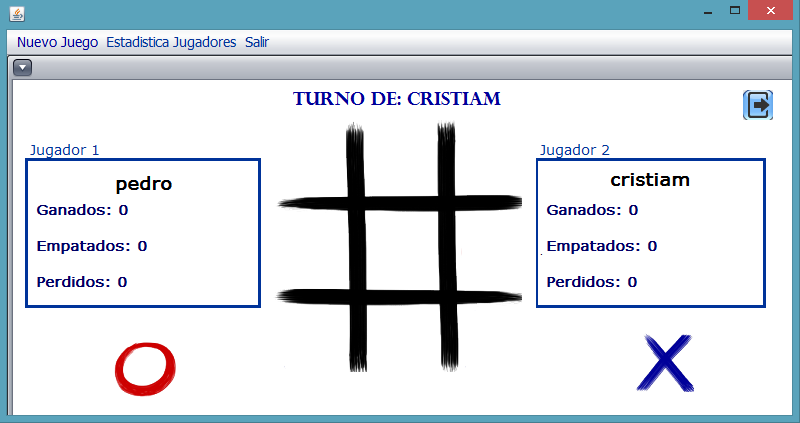 Nuevo Juego Estadistica Jugadores Salir
TURNO DE: CRISTIAM
Jugador 1
pedro
Ganados: 0
Empatados: 0
Perdidos: 0
Jugador 2
cristiam
Ganados: 0
Empatados: 0
Perdidos: 0
O
X